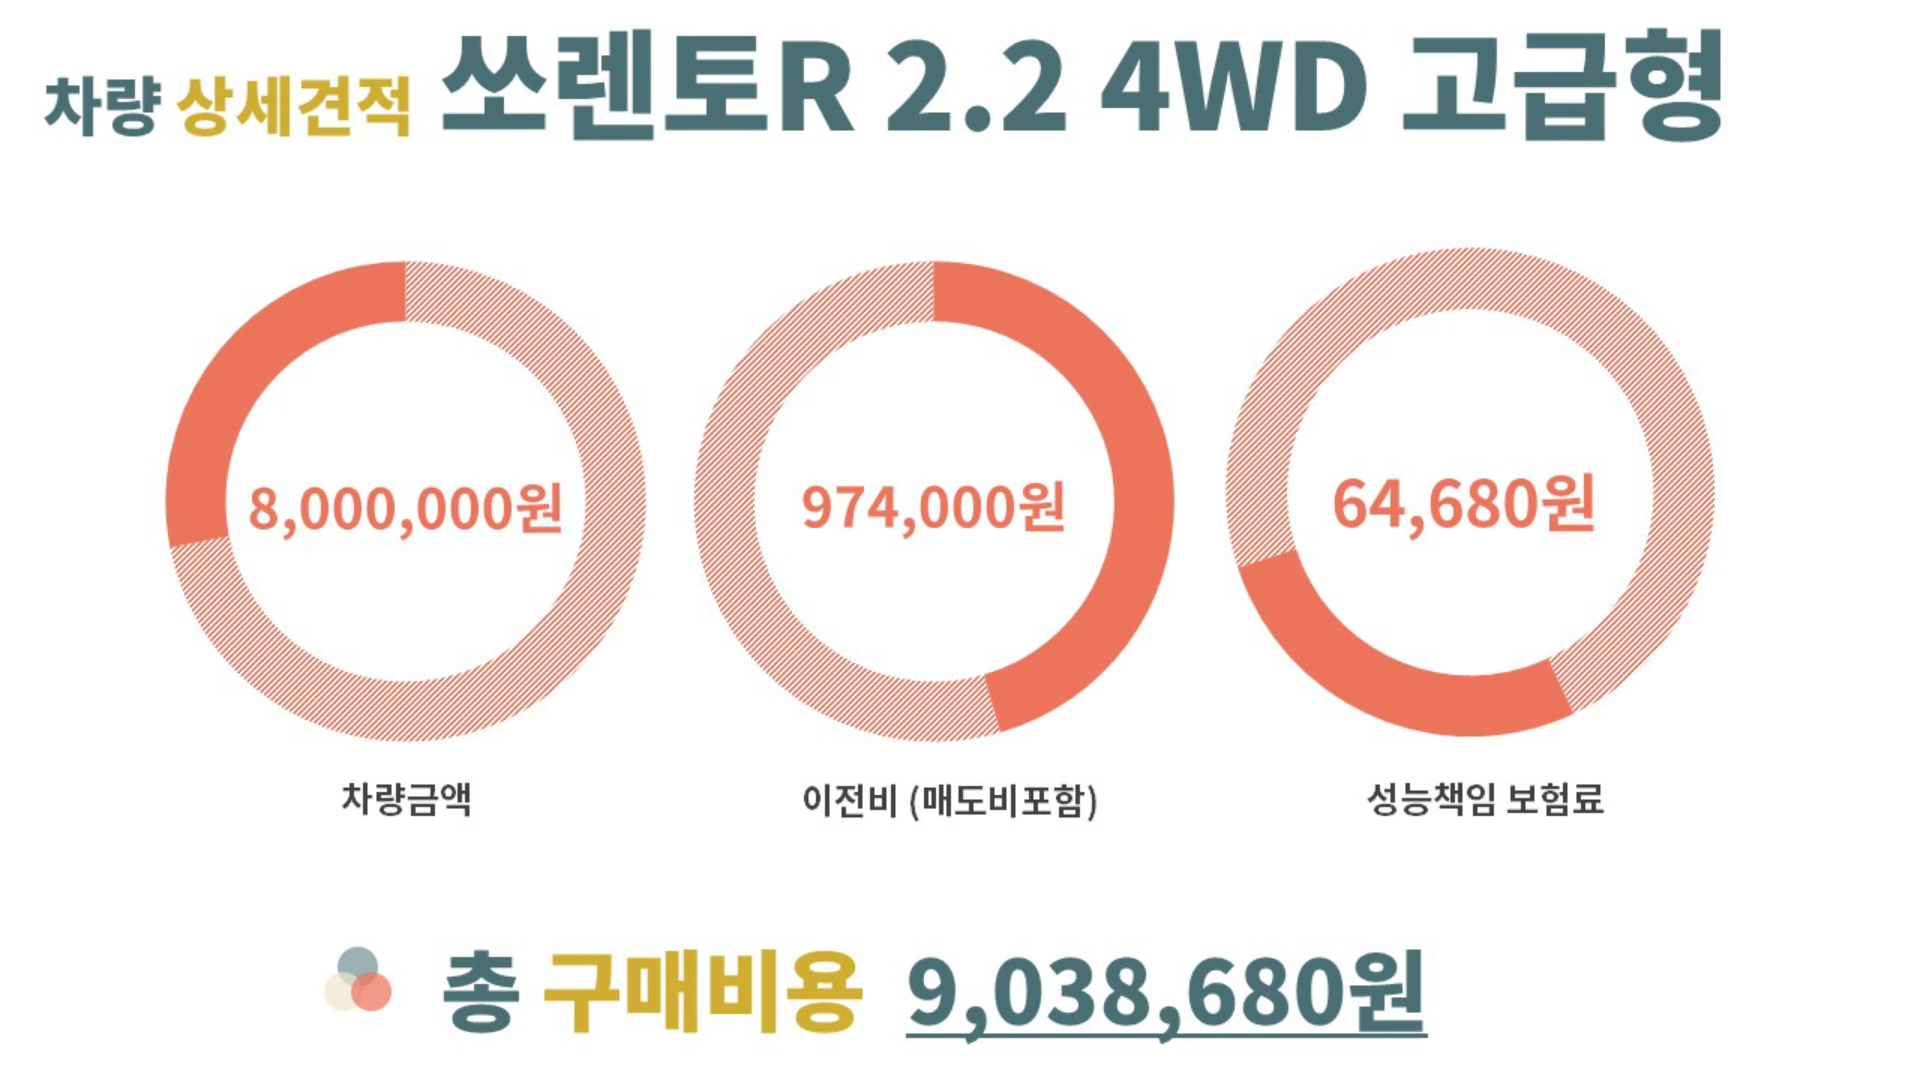 차량 상세견적 쏘렌토R 2.2 4WD 고급형
8,000,000원
974,000원
64,680원
차량금액
이전비 (매도비포함)
성능책임 보험료
총 구매비용 9,038,680원